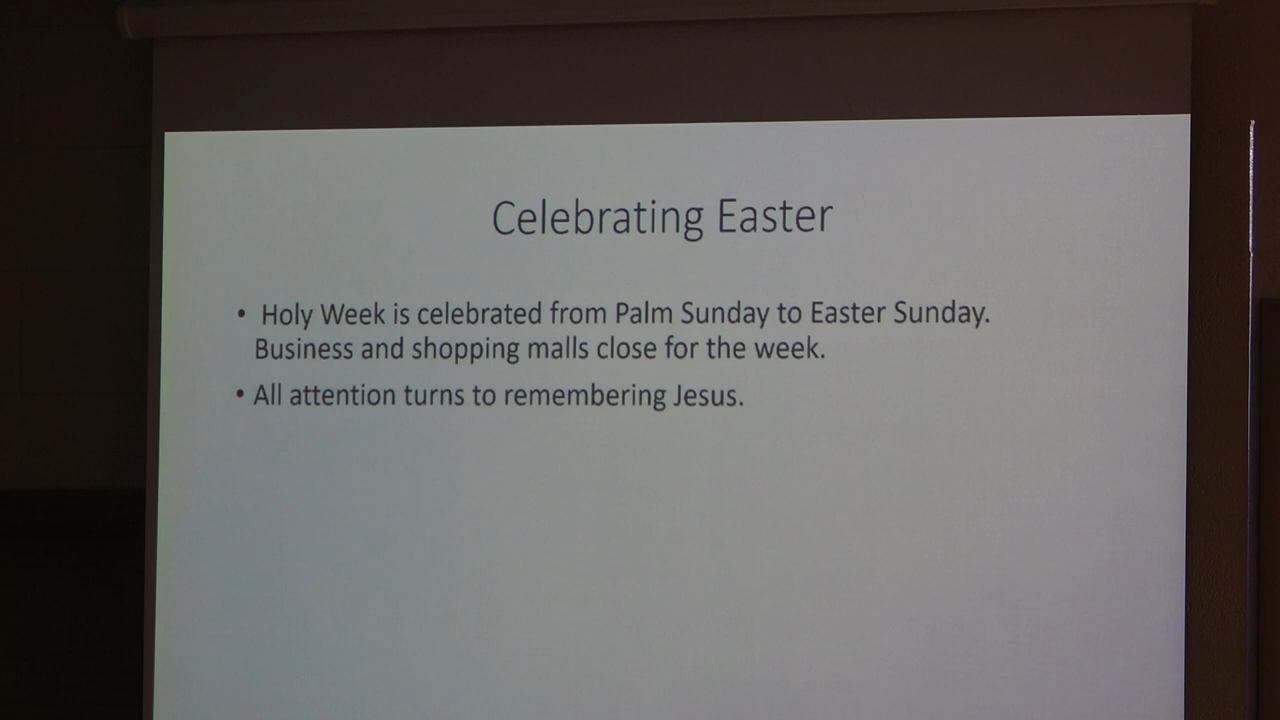 Celebrating Easter
• Holy Week is celebrated from Palm Sunday to Easter Sunday.
Business and shopping malls close for the week.
• All attention turns to remembering Jesus.